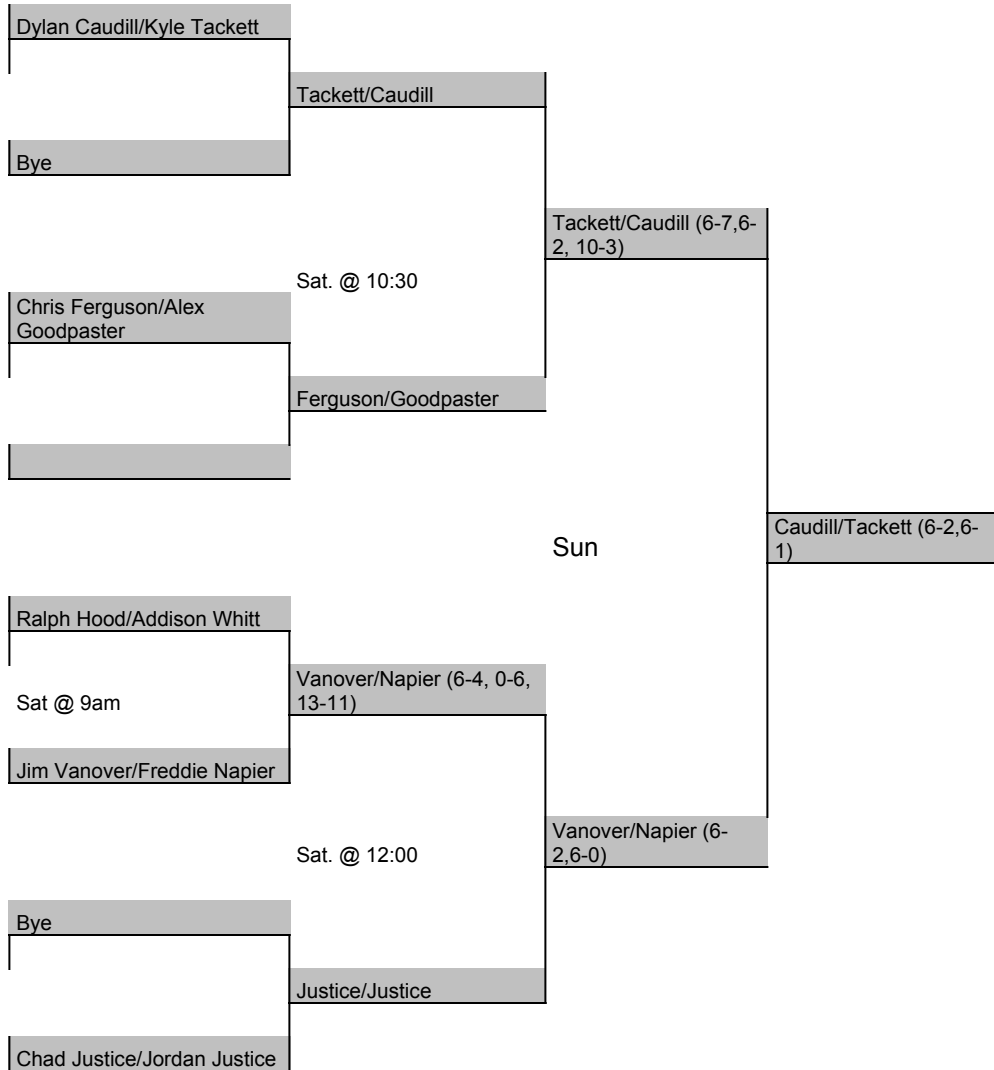 Dylan Caudill/Kyle Tackett
Tackett/Caudill
Bye
Tackett/Caudill (6-7,6-
2, 10-3)
Sat. @ 10:30
Chris Ferguson/Alex
Goodpaster
Ferguson/Goodpaster
Sun
Caudill/Tackett (6-2,6-
1)
Ralph Hood/Addison Whitt
Vanover/Napier (6-4, 0-6,
13-11)
Sat @ 9am
Jim Vanover/Freddie Napier
Vanover/Napier (6-
2,6-0)
Sat. @ 12:00
Bye
Justice/Justice
Chad Justice/Jordan Justice